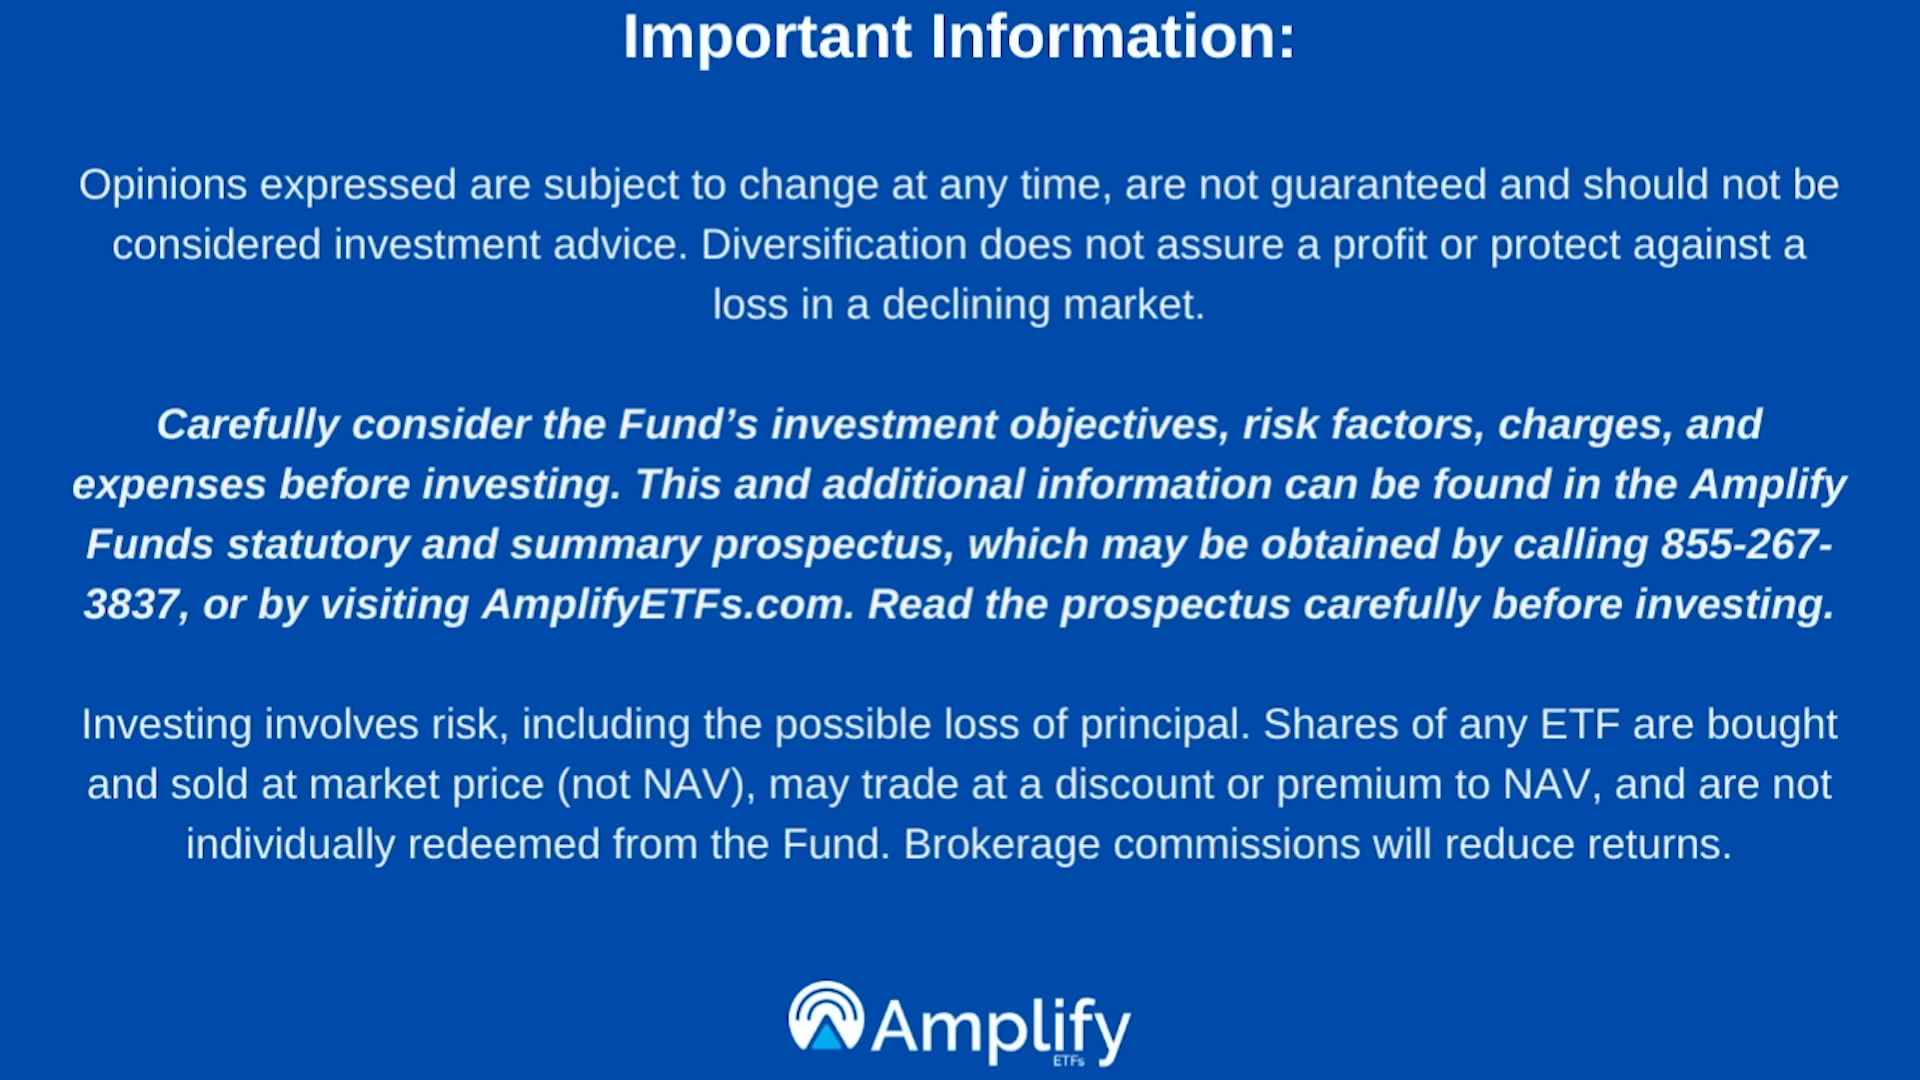 Important Information:
Opinions expressed are subject to change at any time, are not guaranteed and should not be
considered investment advice. Diversification does not assure a profit or protect against a
loss in a declining market.
Carefully consider the Fund’s investment objectives, risk factors, charges, and
expenses before investing. This and additional information can be found in the Amplify
Funds statutory and summary prospectus, which may be obtained by calling 855-267-
3837, or by visiting AmplifyETFs.com. Read the prospectus carefully before investing.
Investing involves risk, including the possible loss of principal. Shares of any ETF are bought
and sold at market price (not NAV), may trade at a discount or premium to NAV, and are not
individually redeemed from the Fund. Brokerage commissions will reduce returns.
Amplify
ETFs